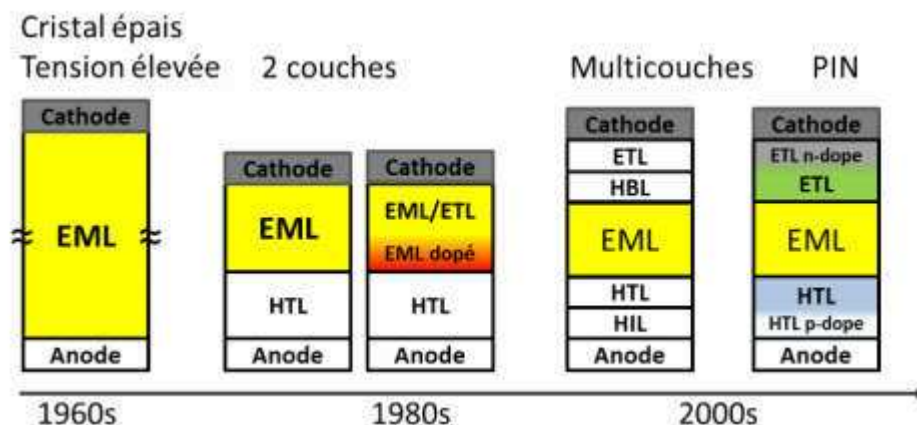 Cristal épais
Tension élevée
2 couches
Multicouches
PIN
Cathode
EML
Anode
Cathode
EML
HTL
Anode
Cathode
EML/ETL
EML dopé
HTL
Anode
Cathode
ETL
HBL
EML
HTL
HIL
Anode
Cathode
ETL n-dope
ETL
EML
HTL
HTL p-dope
Anode
1960s
1980s
2000s